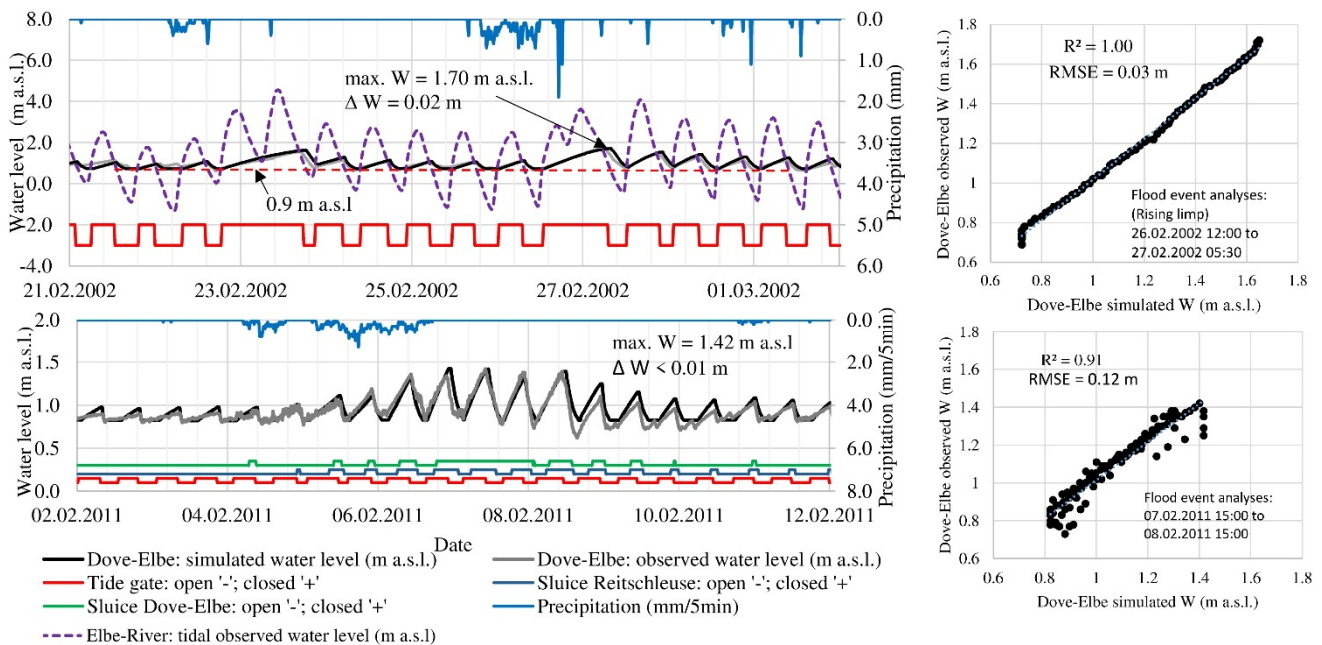 Water level (m a.s.l.)
8.0
6.0
4.0
2.0
0.0
-2.0
-4.0
max. W = 1.70 m a.s.l.
Δ W = 0.02 m
0.9 m a.s.l
0.0
1.0
2.0
3.0
4.0
5.0
6.0
Precipitation (mm)
21.02.2002 23.02.2002 25.02.2002 27.02.2002 01.03.2002
Water level (m a.s.l.)
2.0
1.5
1.0
0.5
0.0
max. W = 1.42 m a.s.l
Δ W < 0.01 m
0.0
2.0
4.0
6.0
8.0
Precipitation (mm/5min)
02.02.2011 04.02.2011 06.02.2011 08.02.2011 10.02.2011 12.02.2011
Date
Dove-Elbe: simulated water level (m a.s.l.)
Dove-Elbe: observed water level (m a.s.l.)
Tide gate: open '-'; closed '+'
Sluice Reitschleuse: open '-'; closed '+'
Sluice Dove-Elbe: open '-'; closed '+'
Precipitation (mm/5min)
Elbe-River: tidal observed water level (m a.s.l)
Dove-Elbe observed W (m a.s.l.)
1.8
1.6
1.4
1.2
1
0.8
0.6
R² = 1.00
RMSE = 0.03 m
Flood event analyses:
(Rising limp)
26.02.2002 12:00 to
27.02.2002 05:30
0.6 0.8 1 1.2 1.4 1.6 1.8
Dove-Elbe simulated W (m a.s.l.)
Dove-Elbe observed W (m a.s.l.)
1.8
1.6
1.4
1.2
1
0.8
0.6
R² = 0.91
RMSE = 0.12 m
Flood event analyses:
07.02.2011 15:00 to
08.02.2011 15:00
0.6 0.8 1 1.2 1.4 1.6 1.8
Dove-Elbe simulated W (m a.s.l.)